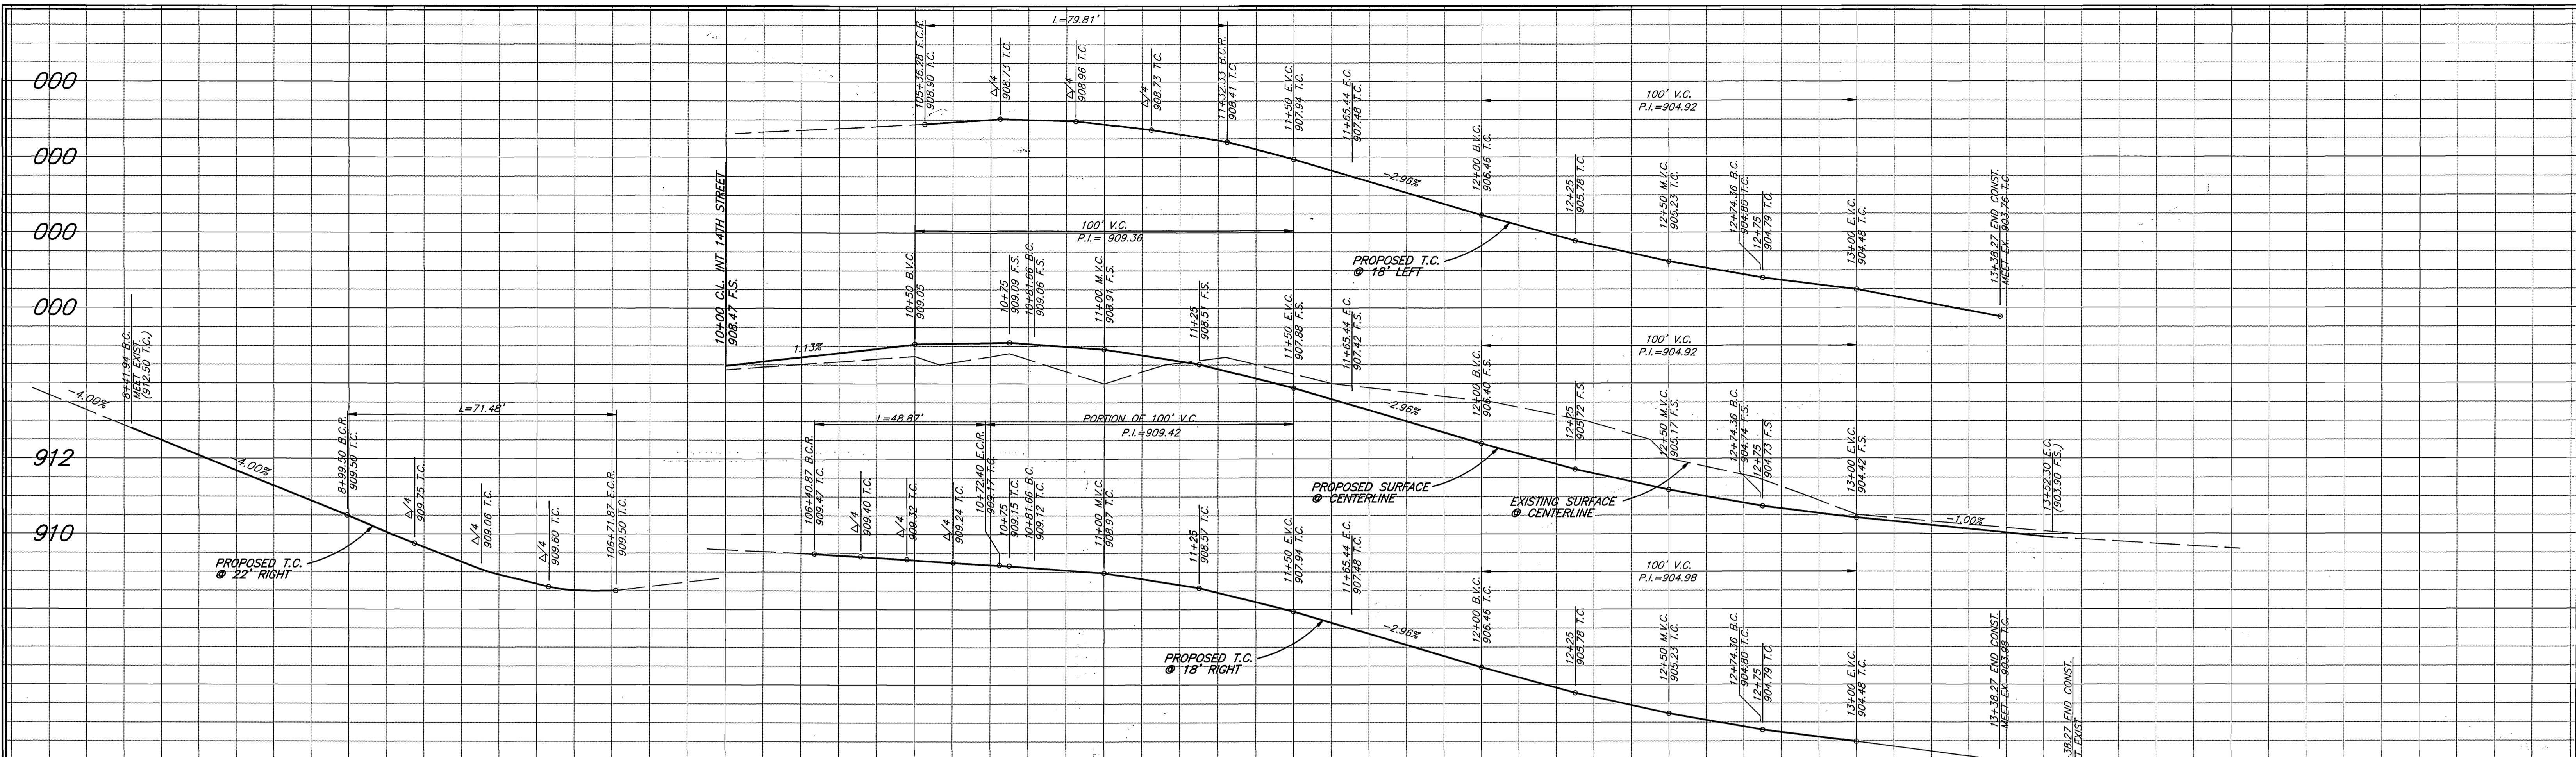 000
000
000
000
912
910
L=79.81'
105+36.28 E.C.R.
908.90 T.C.
△/4
908.73 T.C.
△/4
908.96 T.C.
△/4
908.73 T.C.
11+32.33 B.C.R.
908.41 T.C.
11+50 E.V.C.
907.94 T.C.
11+65.44 E.C.
907.48 T.C.
-2.96%
100' V.C.
P.I.=904.92
12+00 B.V.C.
906.46 T.C.
12+25
905.78 T.C.
12+50 M.V.C.
905.23 T.C.
12+74.36 B.C.
904.80 T.C.
12+75
904.79 T.C.
13+00 E.V.C.
904.48 T.C.
13+38.27 END CONST.
MEET EX. 903.76 T.C.
PROPOSED T.C.
@ 18' LEFT
10+00 C.L. INT 14TH STREET
908.47 F.S.
1.13%
100' V.C.
P.I.= 909.36
10+50 B.V.C.
909.05
10+75
909.09 F.S.
10+81.66 B.C.
909.06 F.S.
11+00 M.V.C.
908.91 F.S.
11+25
908.51 F.S.
11+50 E.V.C.
907.88 F.S.
11+65.44 E.C.
907.42 F.S.
-2.96%
100' V.C.
P.I.=904.92
12+00 B.V.C.
906.40 F.S.
12+25
905.72 F.S.
12+50 M.V.C.
905.17 F.S.
12+74.36 B.C.
904.74 F.S.
12+75
904.73 F.S.
13+00 E.V.C.
904.42 F.S.
-1.00%
13+52.30 E.C.
(903.90 F.S.)
PROPOSED SURFACE
@ CENTERLINE
EXISTING SURFACE
@ CENTERLINE
-4.00%
8+41.94 B.C.
MEET EXIST.
(912.50 T.C.)
-4.00%
L=71.48'
8+99.50 B.C.R.
909.50 T.C.
△/4
909.75 T.C.
△/4
909.06 T.C.
△/4
909.60 T.C.
106+71.87 E.C.R.
909.50 T.C.
PROPOSED T.C.
@ 22' RIGHT
L=48.87'
PORTION OF 100' V.C.
P.I.=909.42
106+40.87 B.C.R.
909.47 T.C.
△/4
909.40 T.C.
△/4
909.32 T.C.
△/4
909.24 T.C.
10+72.40 E.C.R.
909.17 T.C.
10+75
909.15 T.C.
10+81.66 B.C.
909.12 T.C.
11+00 M.V.C.
908.97 T.C.
11+25
908.57 T.C.
11+50 E.V.C.
907.94 T.C.
11+65.44 E.C.
907.48 T.C.
-2.96%
PROPOSED T.C.
@ 18' RIGHT
100' V.C.
P.I.=904.98
12+00 B.V.C.
906.46 T.C.
12+25
905.78 T.C.
12+50 M.V.C.
905.23 T.C.
12+74.36 B.C.
904.80 T.C.
12+75
904.79 T.C.
13+00 E.V.C.
904.48 T.C.
13+38.27 END CONST.
MEET EX. 903.98 T.C.
38.27 END CONST.
T EXIST.